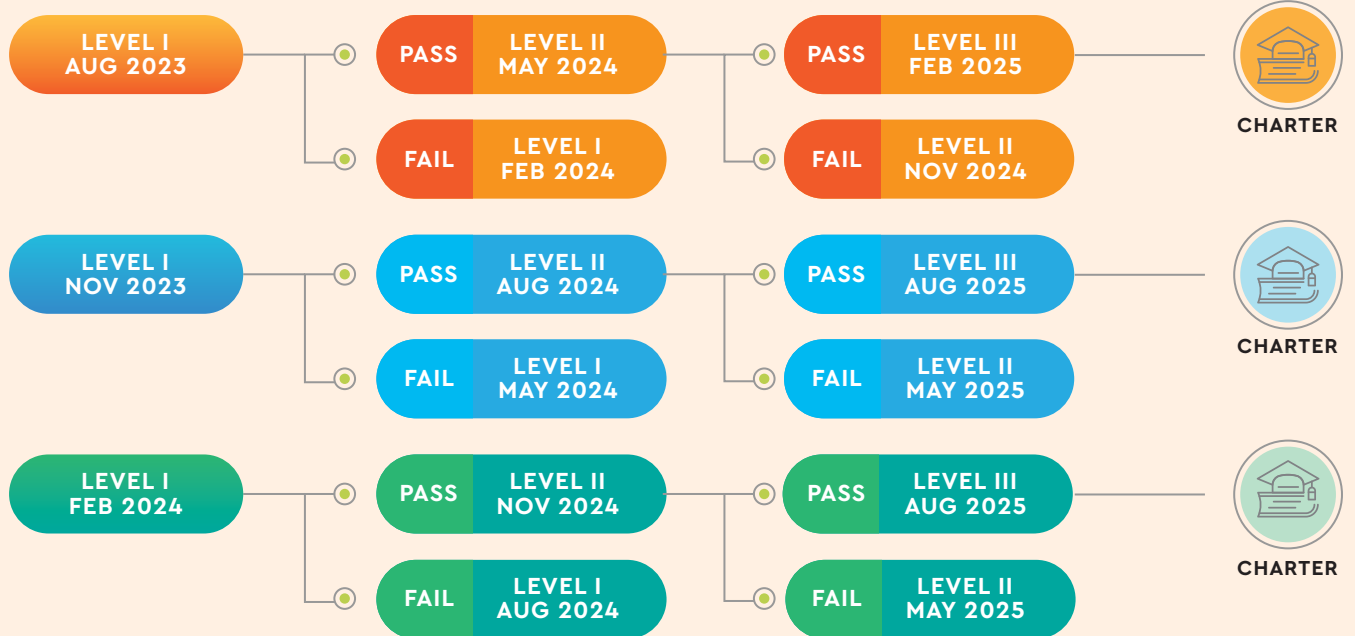 LEVEL I
AUG 2023
PASS
LEVEL II
MAY 2024
PASS
LEVEL III
FEB 2025
CHARTER
FAIL
LEVEL I
FEB 2024
FAIL
LEVEL II
NOV 2024
LEVEL I
NOV 2023
PASS
LEVEL II
AUG 2024
PASS
LEVEL III
AUG 2025
CHARTER
FAIL
LEVEL I
MAY 2024
FAIL
LEVEL II
MAY 2025
LEVEL I
FEB 2024
PASS
LEVEL II
NOV 2024
PASS
LEVEL III
AUG 2025
CHARTER
FAIL
LEVEL I
AUG 2024
FAIL
LEVEL II
MAY 2025